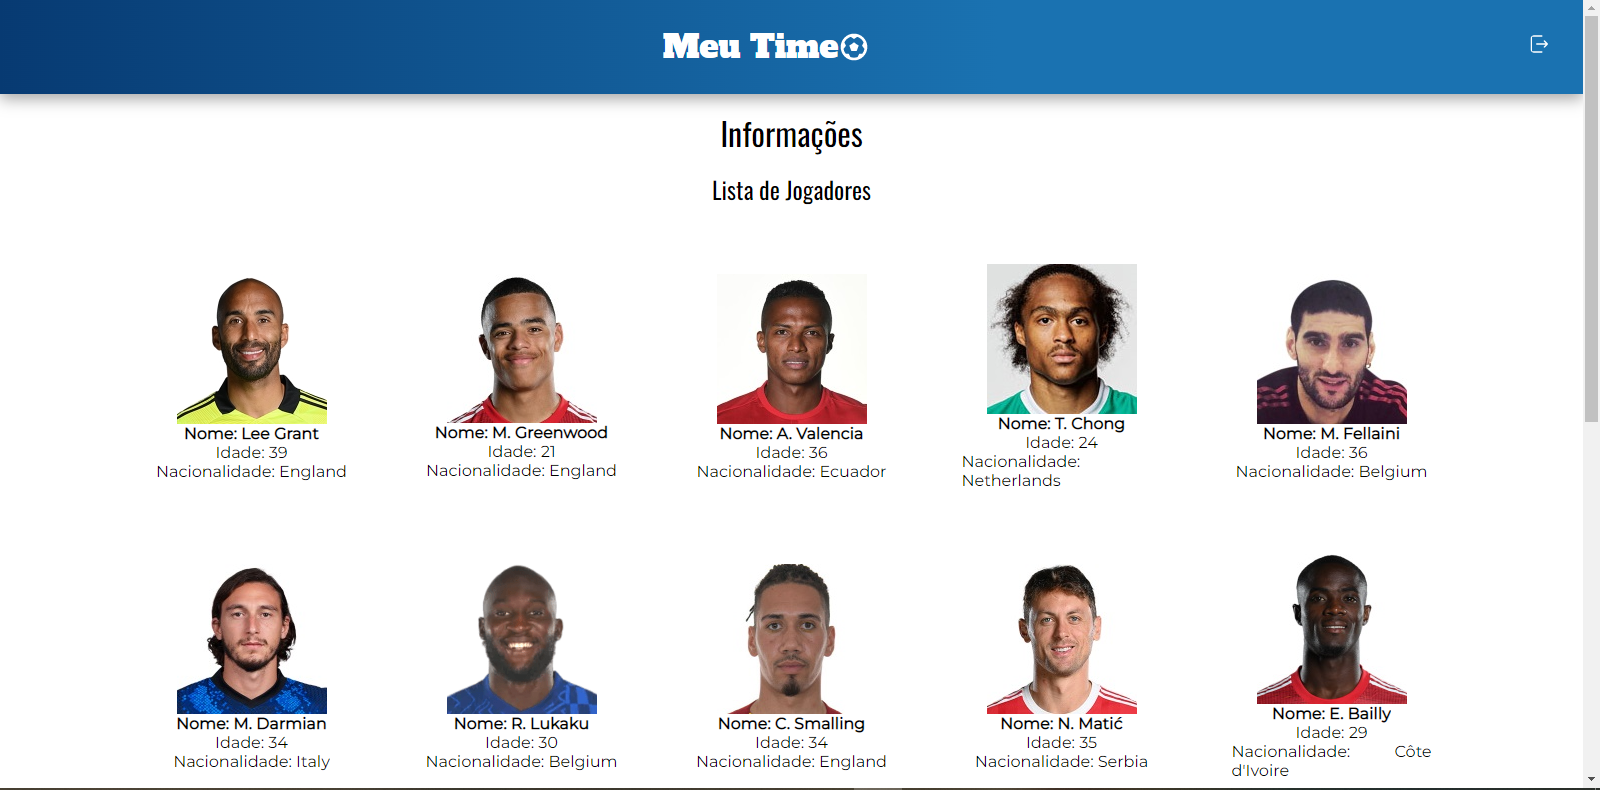 Meu Time
Informações
Lista de Jogadores
Nome: Lee Grant
Idade: 39
Nacionalidade: England
Nome: M. Greenwood
Idade: 21
Nacionalidade: England
Nome: A. Valencia
Idade: 36
Nacionalidade: Ecuador
Nome: T. Chong
Idade: 24
Nacionalidade:
Netherlands
Nome: M. Fellaini
Idade: 36
Nacionalidade: Belgium
Nome: M. Darmian
Idade: 34
Nacionalidade: Italy
Nome: R. Lukaku
Idade: 30
Nacionalidade: Belgium
Nome: C. Smalling
Idade: 34
Nacionalidade: England
Nome: N. Matić
Idade: 35
Nacionalidade: Serbia
Nome: E. Bailly
Idade: 29
Nacionalidade: Côte
d'Ivoire